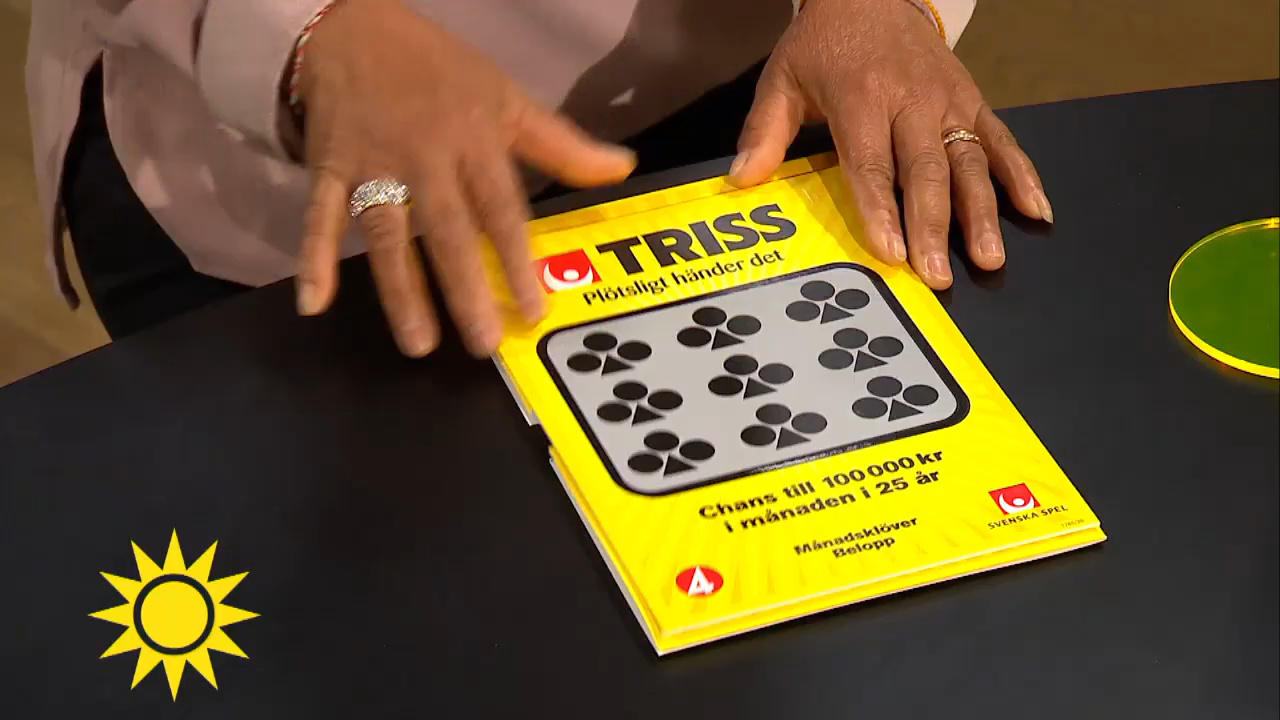 TRISS
Plötsligt händer det
Chans till 100 000 kr
i månaden i 25 år
Månadsklöver
Belopp
SVENSKA SPEL
4